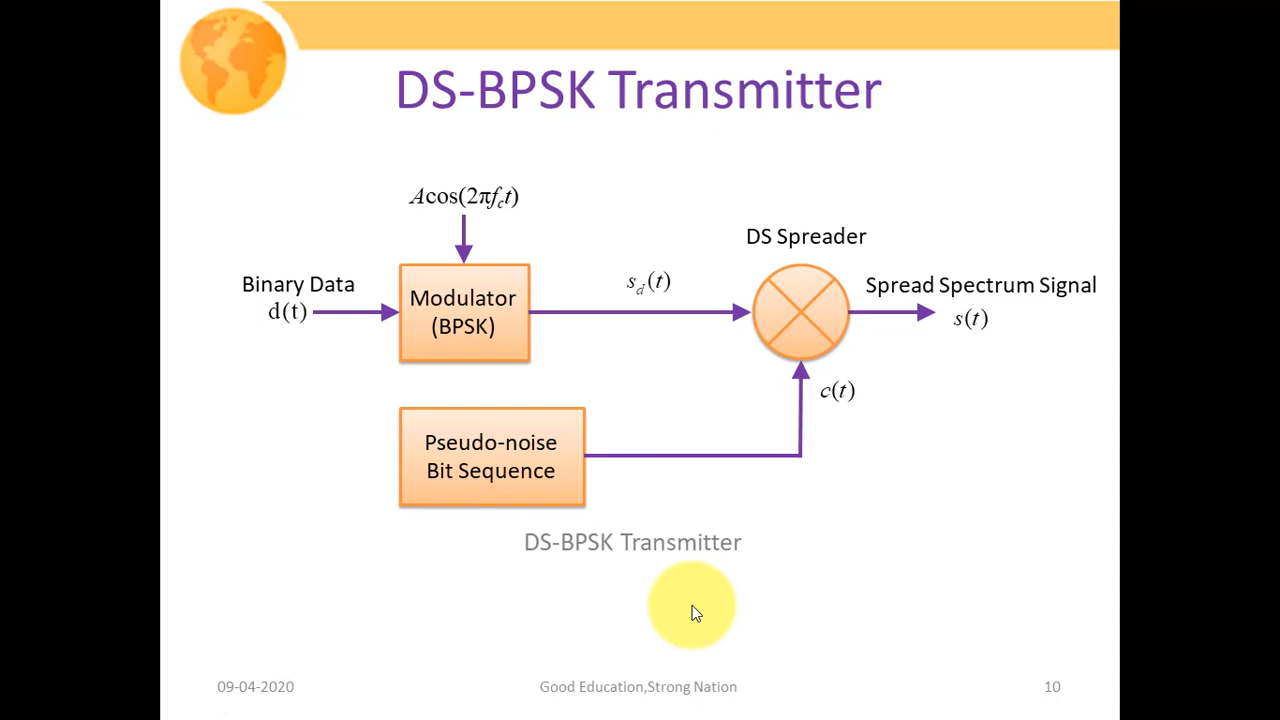 DS-BPSK Transmitter
Acos(2πf_ct)
DS Spreader
Binary Data
d(t)
Modulator
(BPSK)
s_d(t)
Spread Spectrum Signal
s(t)
c(t)
Pseudo-noise
Bit Sequence
DS-BPSK Transmitter
09-04-2020
Good Education,Strong Nation
10